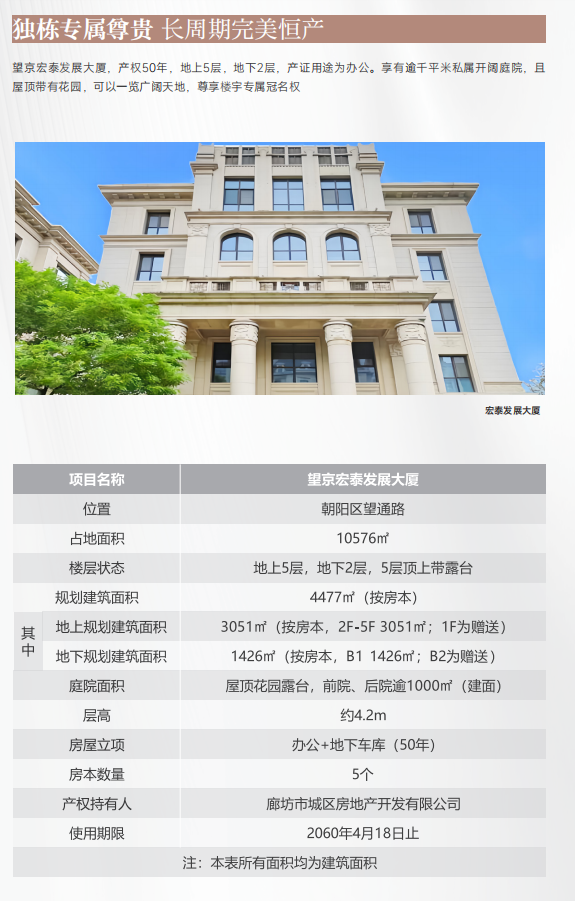 独栋专属尊贵 长周期完美恒产
望京宏泰发展大厦，产权50年，地上5层，地下2层，产证用途为办公。享有逾千平米私属开阔庭院，且
屋顶带有花园，可以一览广阔天地，尊享楼宇专属冠名权
宏泰发展大厦
项目名称 望京宏泰发展大厦
位置 朝阳区望通路
占地面积 10576㎡
楼层状态 地上5层，地下2层，5层顶上带露台
规划建筑面积 4477㎡（按房本）
其中 地上规划建筑面积 3051㎡（按房本，2F-5F 3051㎡；1F为赠送）
地下规划建筑面积 1426㎡（按房本，B1 1426㎡；B2为赠送）
庭院面积 屋顶花园露台，前院、后院逾1000㎡（建面）
层高 约4.2m
房屋立项 办公+地下车库（50年）
房本数量 5个
产权持有人 廊坊市城区房地产开发有限公司
使用期限 2060年4月18日止
注：本表所有面积均为建筑面积